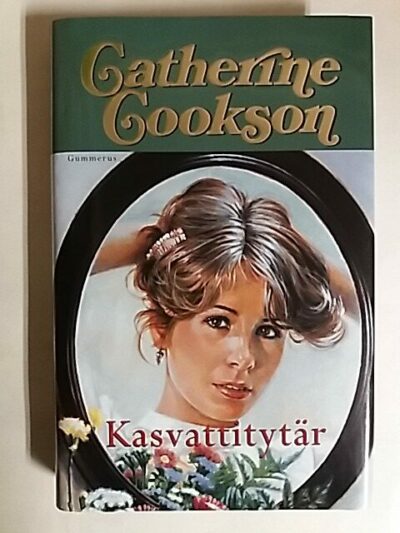 Catherine
Cookson
Gummerus
Kasvattitytär